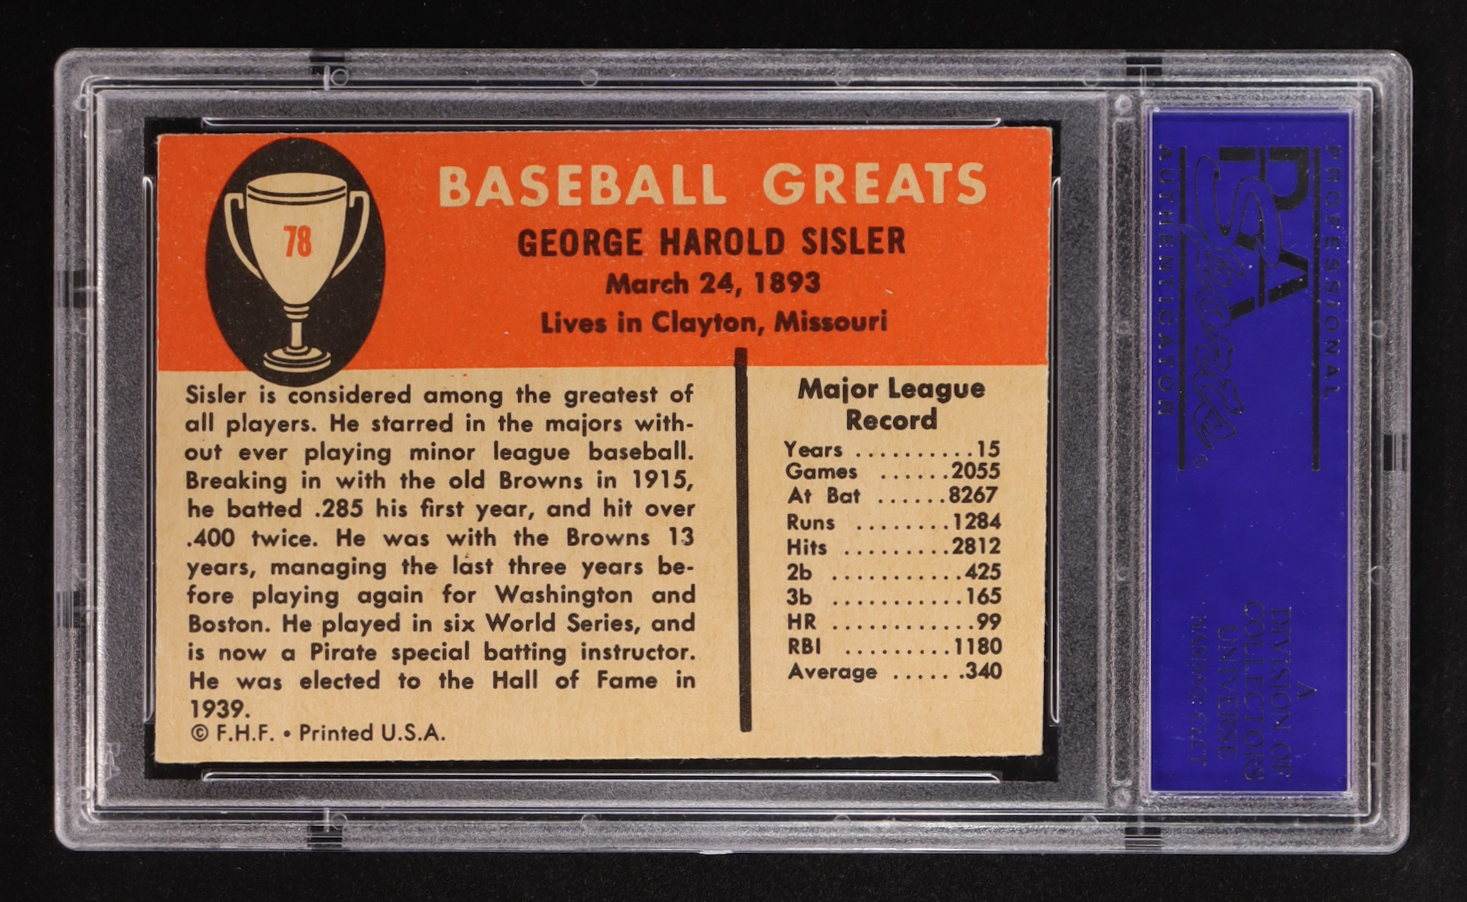 78
BASEBALL GREATS
GEORGE HAROLD SISLER
March 24, 1893
Lives in Clayton, Missouri
Sisler is considered among the greatest of
all players. He starred in the majors with-
out ever playing minor league baseball.
Breaking in with the old Browns in 1915,
he batted .285 his first year, and hit over
.400 twice. He was with the Browns 13
years, managing the last three years be-
fore playing again for Washington and
Boston. He played in six World Series, and
is now a Pirate special batting instructor.
He was elected to the Hall of Fame in
1939.
© F.H.F. • Printed U.S.A.
Major League
Record
Years ..........15
Games ......2055
At Bat ......8267
Runs ........1284
Hits .........2812
2b ...........425
3b ...........165
HR ............99
RBI .........1180
Average ......340
PROFESSIONAL
PSA
Sports
AUTHENTICATOR
A
DIVISION OF
COLLECTORS
UNIVERSE
NASDAQ: CLCT